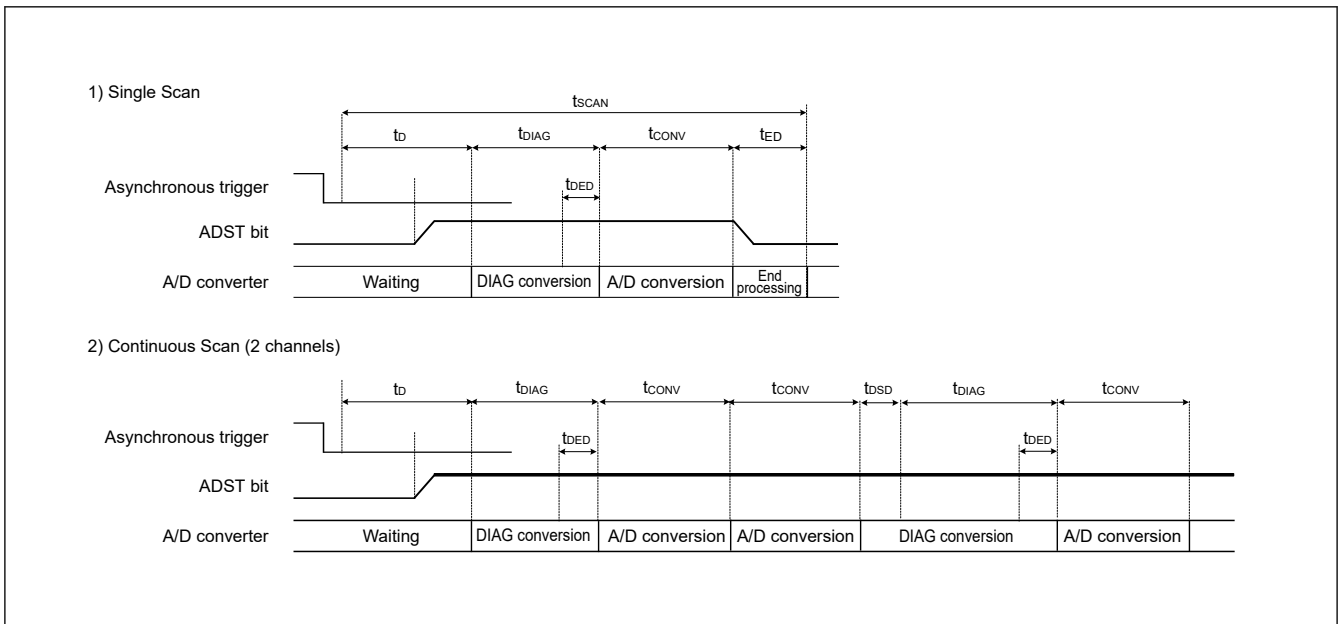 1) Single Scan
tSCAN
tD tDIAG tCONV tED
Asynchronous trigger
tDED
ADST bit
A/D converter Waiting DIAG conversion A/D conversion End processing
2) Continuous Scan (2 channels)
tD tDIAG tCONV tCONV tDSD tDIAG tCONV
Asynchronous trigger
tDED tDED
ADST bit
A/D converter Waiting DIAG conversion A/D conversion A/D conversion DIAG conversion A/D conversion